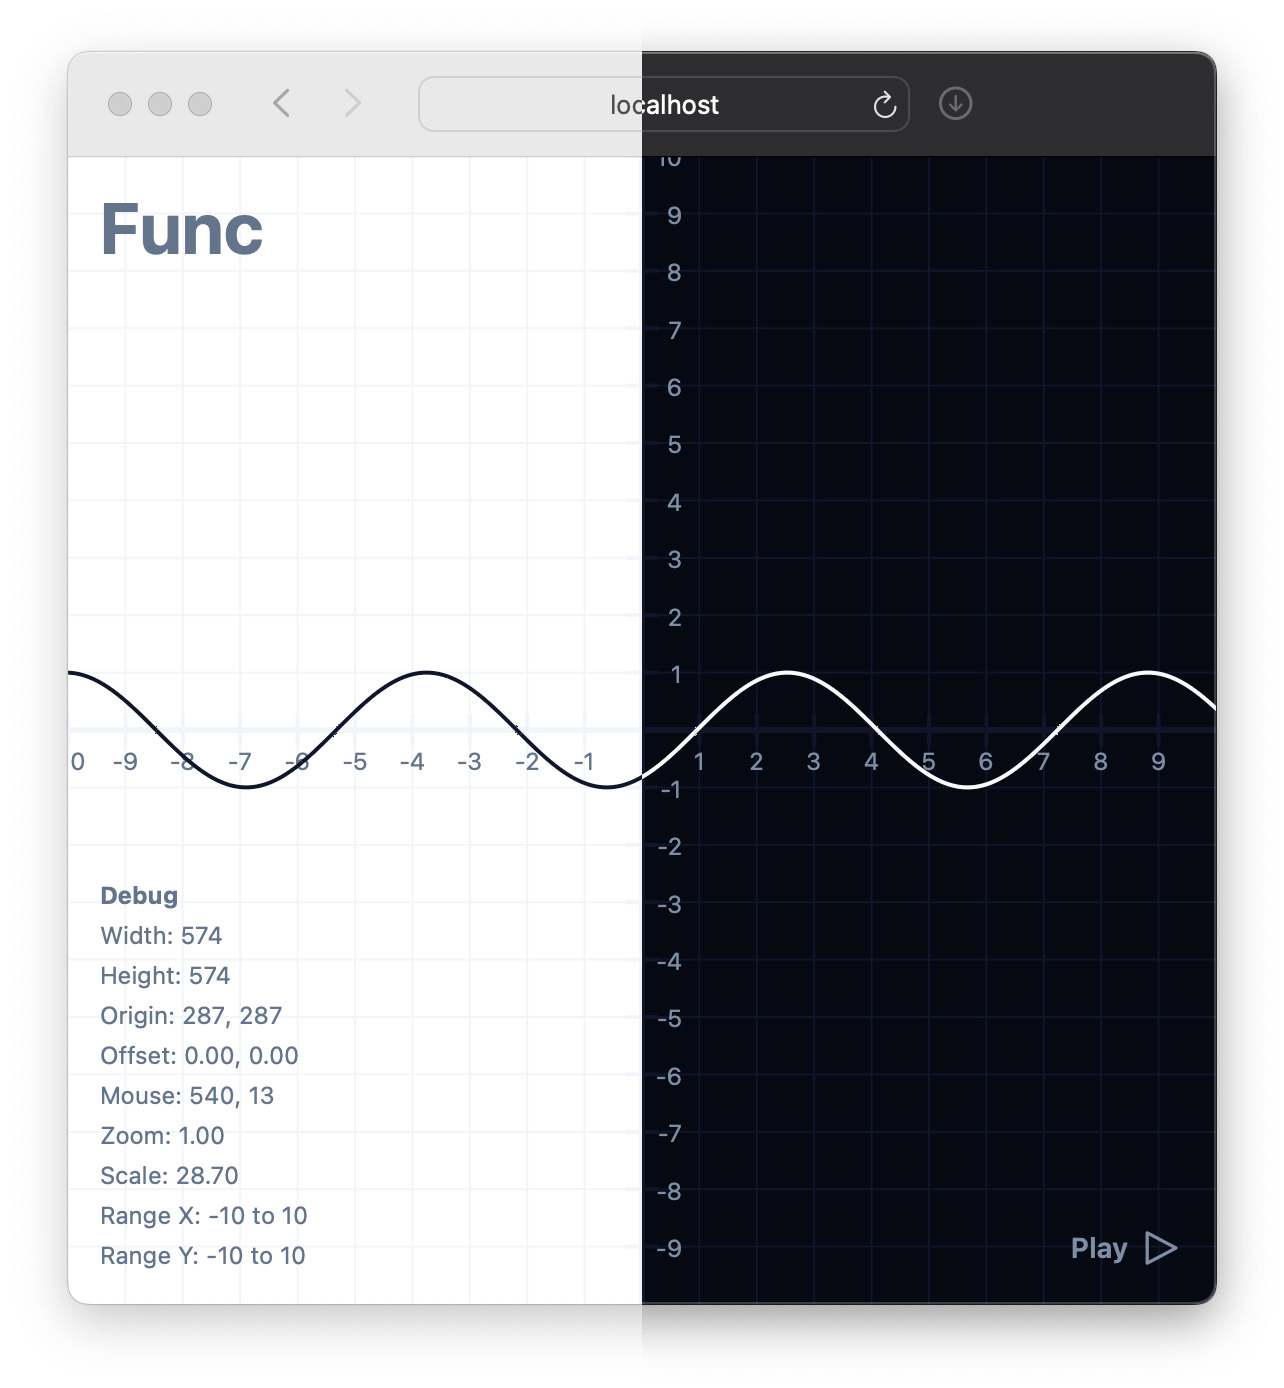 localhost
Func
10
9
8
7
6
5
4
3
2
1
0 -9 -8 -7 -6 -5 -4 -3 -2 -1 1 2 3 4 5 6 7 8 9
-1
-2
-3
-4
-5
-6
-7
-8
-9
Debug
Width: 574
Height: 574
Origin: 287, 287
Offset: 0.00, 0.00
Mouse: 540, 13
Zoom: 1.00
Scale: 28.70
Range X: -10 to 10
Range Y: -10 to 10
Play